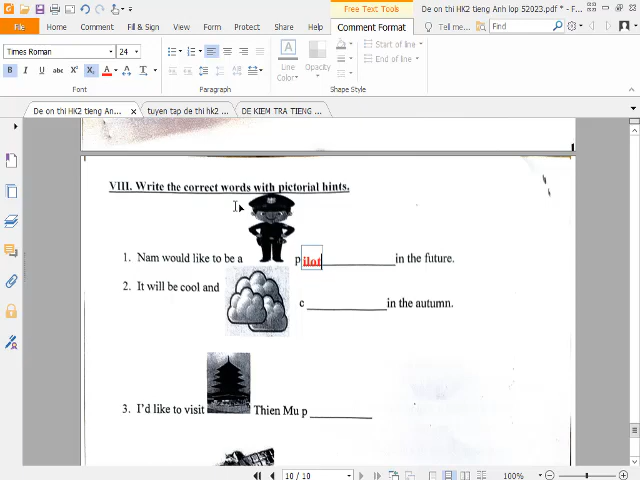 Free Text Tools
De on thi HK2 tieng Anh lop 52023.pdf *
File
Home
Comment
Fill & Sign
View
Form
Protect
Share
Help
Comment Format
Tell me...
Find
Times Roman
24
Line Color
Opacity
Start of line
End of line
Font
Paragraph
Shape Style
De on thi HK2 tieng Anh...
tuyen tap de thi hk2 ...
DE KIEM TRA TIENG ...
1
VIII. Write the correct words with pictorial hints.
1. Nam would like to be a p ilot__________ in the future.
2. It will be cool and c ____________ in the autumn.
3. I'd like to visit Thien Mu p __________
10 / 10
100%